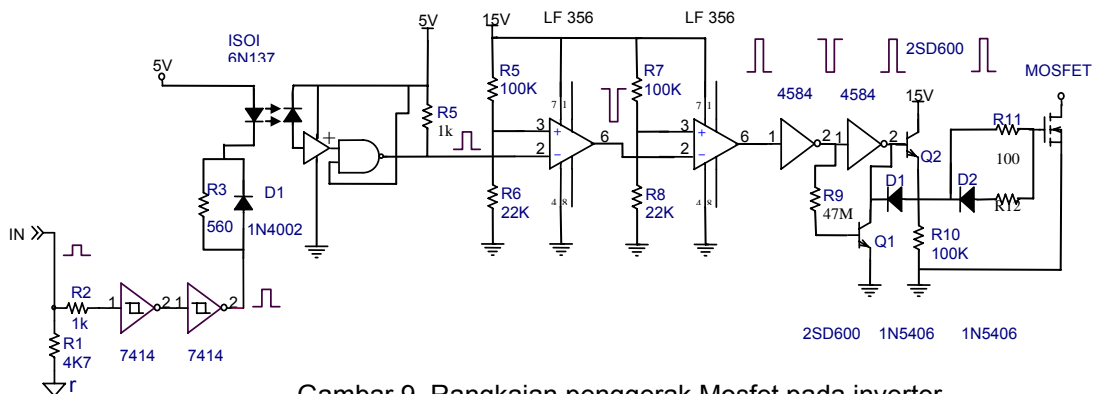 5V
15V
LF 356
LF 356
ISOI
6N137
5V
2SD600
MOSFET
R5
100K
R7
100K
4584
4584
15V
R5
1k
7 1
7 1
R11
100
3
+
2
-
6
3
+
2
-
6
1
2
1
2
Q2
D1
D2
R12
R3
560
D1
1N4002
+
R6
22K
4 8
R8
22K
4 8
R9
47M
Q1
R10
100K
IN
R2
1k
1
2
1
2
R1
4K7
7414
7414
2SD600
1N5406
1N5406
r
Gambar 9. Rangkaian penggerak Mosfet pada inverter